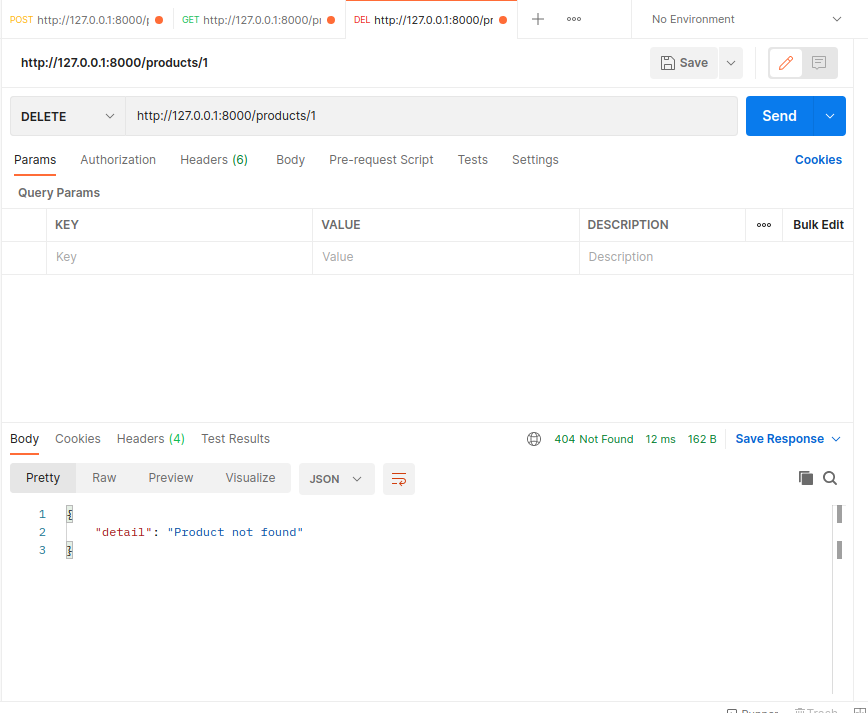 POST http://127.0.0.1:8000/p GET http://127.0.0.1:8000/pr DEL http://127.0.0.1:8000/pr No Environment
http://127.0.0.1:8000/products/1 Save
DELETE http://127.0.0.1:8000/products/1 Send
Params Authorization Headers (6) Body Pre-request Script Tests Settings Cookies
Query Params
KEY VALUE DESCRIPTION Bulk Edit
Key Value Description
Body Cookies Headers (4) Test Results 404 Not Found 12 ms 162 B Save Response
Pretty Raw Preview Visualize JSON
1 {
2 "detail": "Product not found"
3 }
Runner Trash